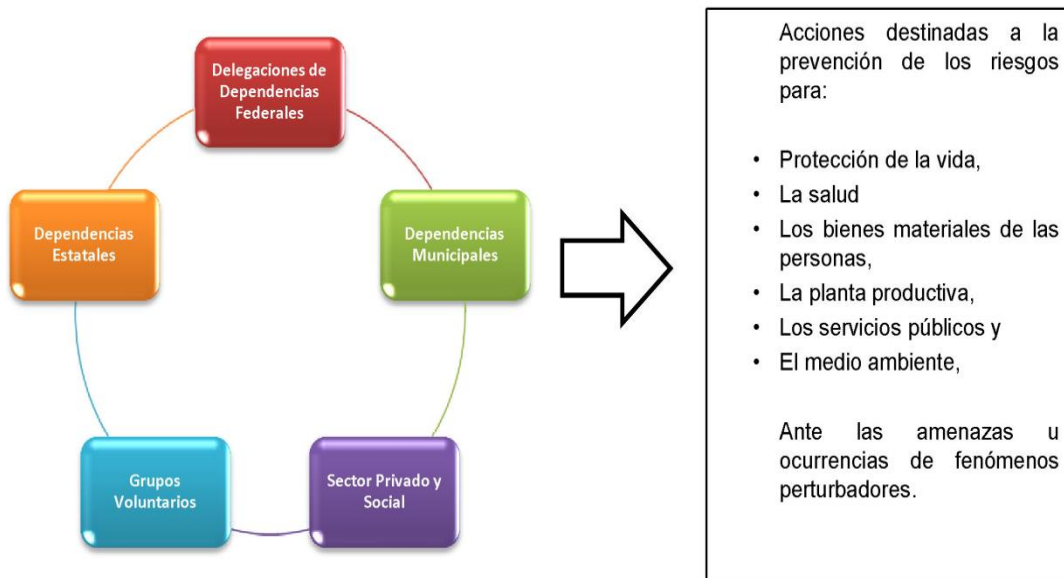 Delegaciones de
Dependencias
Federales
Dependencias
Estatales
Dependencias
Municipales
Grupos
Voluntarios
Sector Privado y
Social
Acciones destinadas a la
prevención de los riesgos
para:
• Protección de la vida,
• La salud
• Los bienes materiales de las
personas,
• La planta productiva,
• Los servicios públicos y
• El medio ambiente,
Ante las amenazas u
ocurrencias de fenómenos
perturbadores.